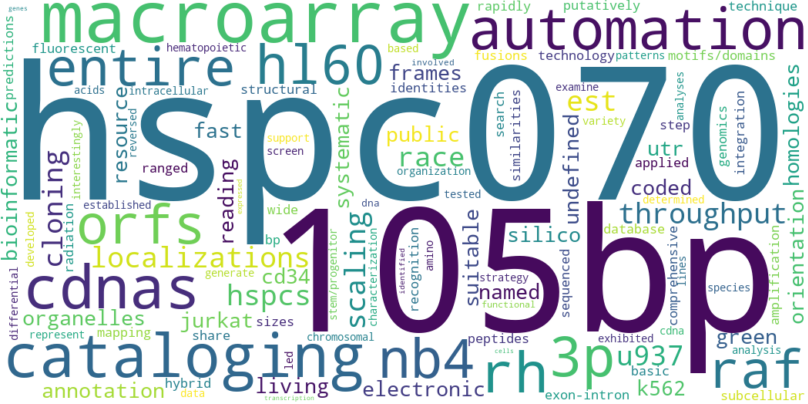 genes macroarray rapidly putatively technique
fluorescent hematopoietic entire hl60 based automation
predictions acids intracellular structural frames involved fusions technology patterns motifs/domains
identities examine
hspc070
bioinformatic reversed resource fast support public est variety analyses
interestingly cloning screen systematic race search similarities undefined step genomics integration homologies
ranged reading organization utr applied
established wide dna tested coded determined
developed radiation orfs 105bp throughput orientation
localizations bp scaling characterization recognition amino suitable silico database
cdnas generate expressed cd34 stem/progenitor identified strategy named sequenced comprehensive lines species amplification
differential organelles hspcs functional
represent mapping jurkat sizes chromosomal peptides cdna exhibited green
cataloging share led nb4 rh 3p u937 basic analysis raf
annotation hybrid data living electronic cells exon-intron k562 subcellular
transcription